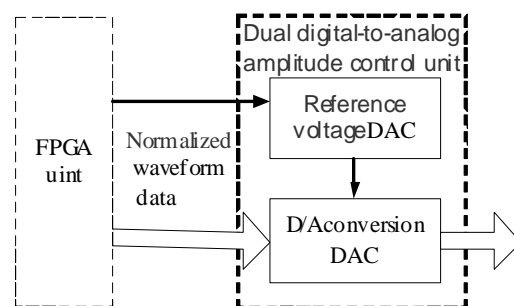 Dual digital-to-analog
amplitude control unit
Reference
voltageDAC
FPGA
uint
Normalized
waveform
data
D/Aconversion
DAC